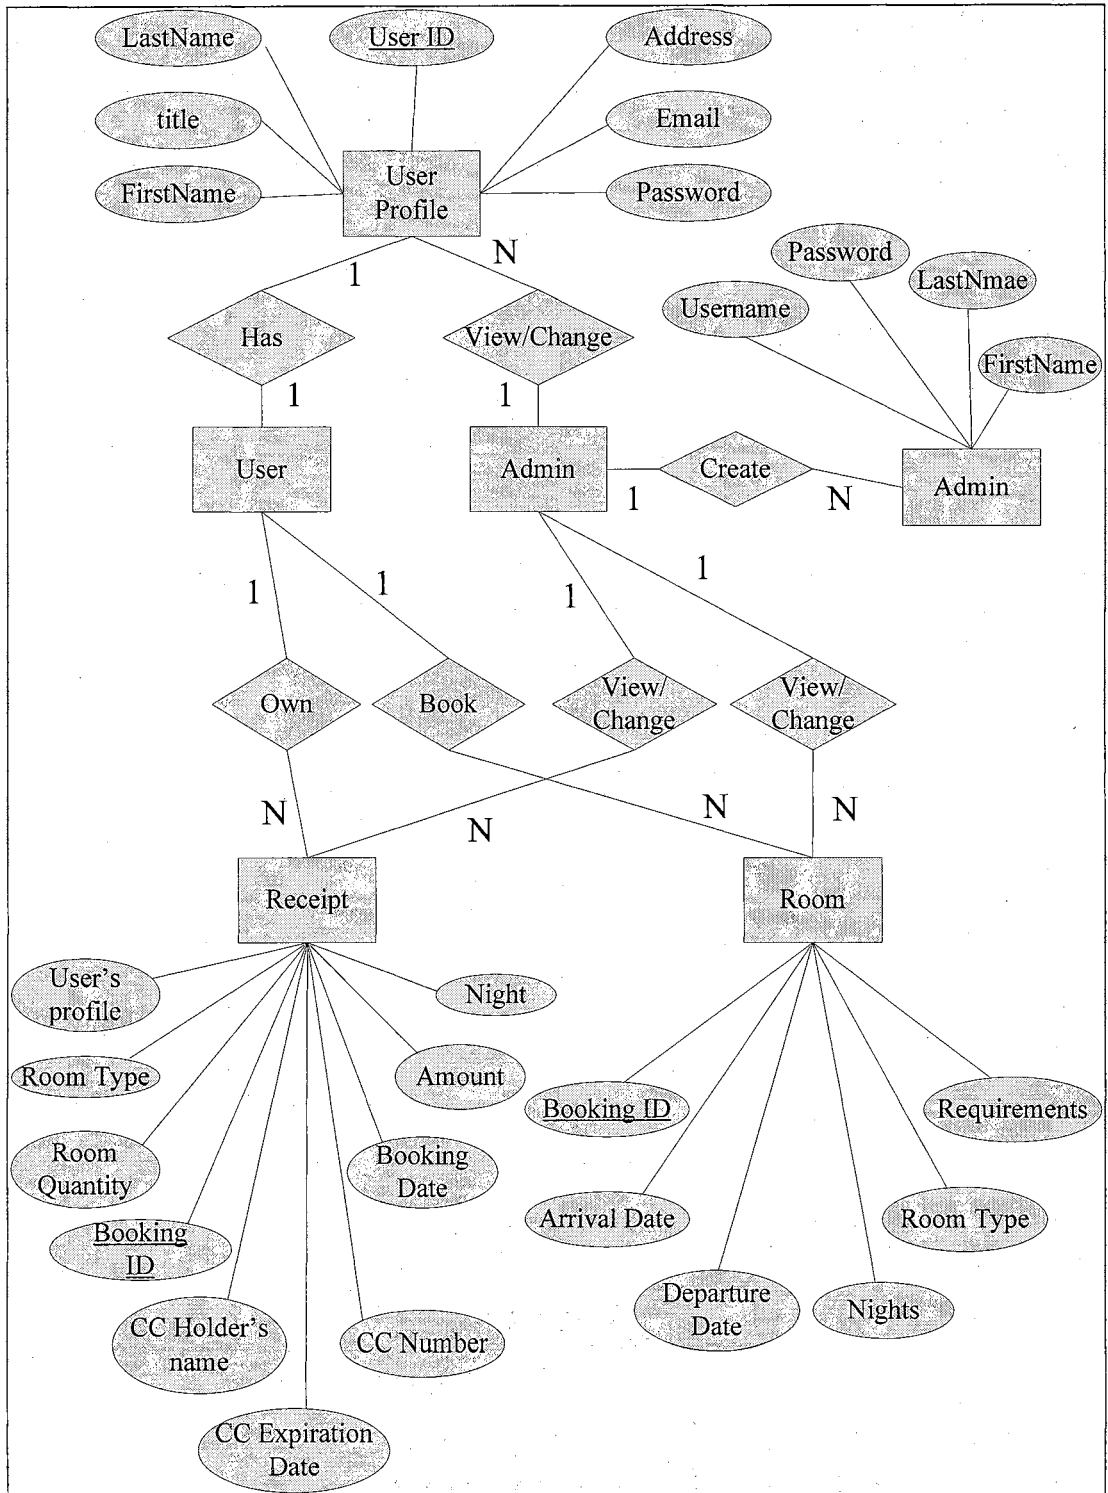 LastName
User ID
Address
title
Email
FirstName
User
Profile
Password
1
N
Password
LastNmae
Username
Has
View/Change
FirstName
1
1
User
Admin
Create
Admin
1
N
1
1
1
1
Own
Book
View/
Change
View/
Change
N
N
N
N
Receipt
Room
User's
profile
Night
Room Type
Amount
Booking ID
Requirements
Room
Quantity
Booking
Date
Arrival Date
Room Type
Booking
ID
Departure
Date
Nights
CC Holder's
name
CC Number
CC Expiration
Date